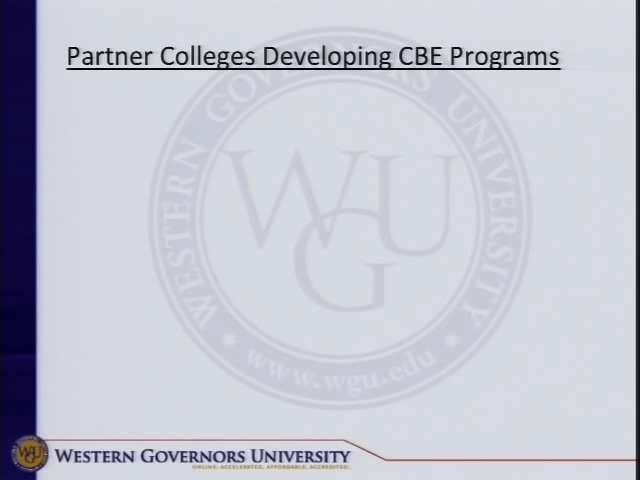 Partner Colleges Developing CBE Programs
WESTERN GOVERNORS UNIVERSITY
WGU
www.wgu.edu
WGU
WESTERN GOVERNORS UNIVERSITY
ONLINE. ACCELERATED. AFFORDABLE. ACCREDITED.